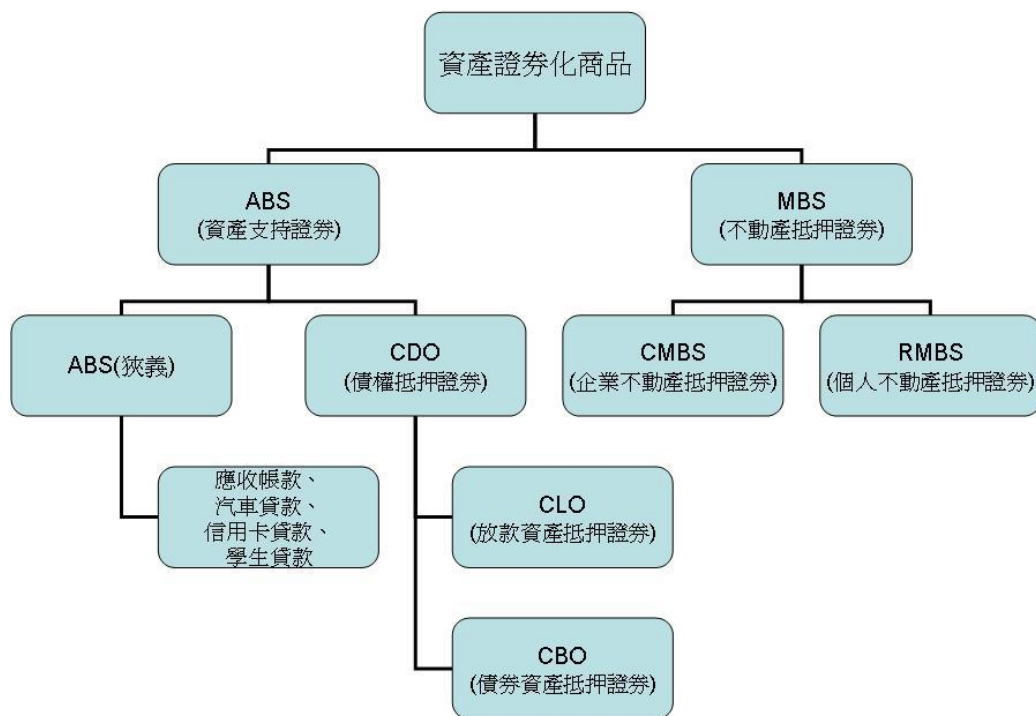 資產證券化商品
ABS
(資產支持證券)
MBS
(不動產抵押證券)
ABS(狹義)
CDO
(債權抵押證券)
CMBS
(企業不動產抵押證券)
RMBS
(個人不動產抵押證券)
應收帳款、
汽車貸款、
信用卡貸款、
學生貸款
CLO
(放款資產抵押證券)
CBO
(債券資產抵押證券)